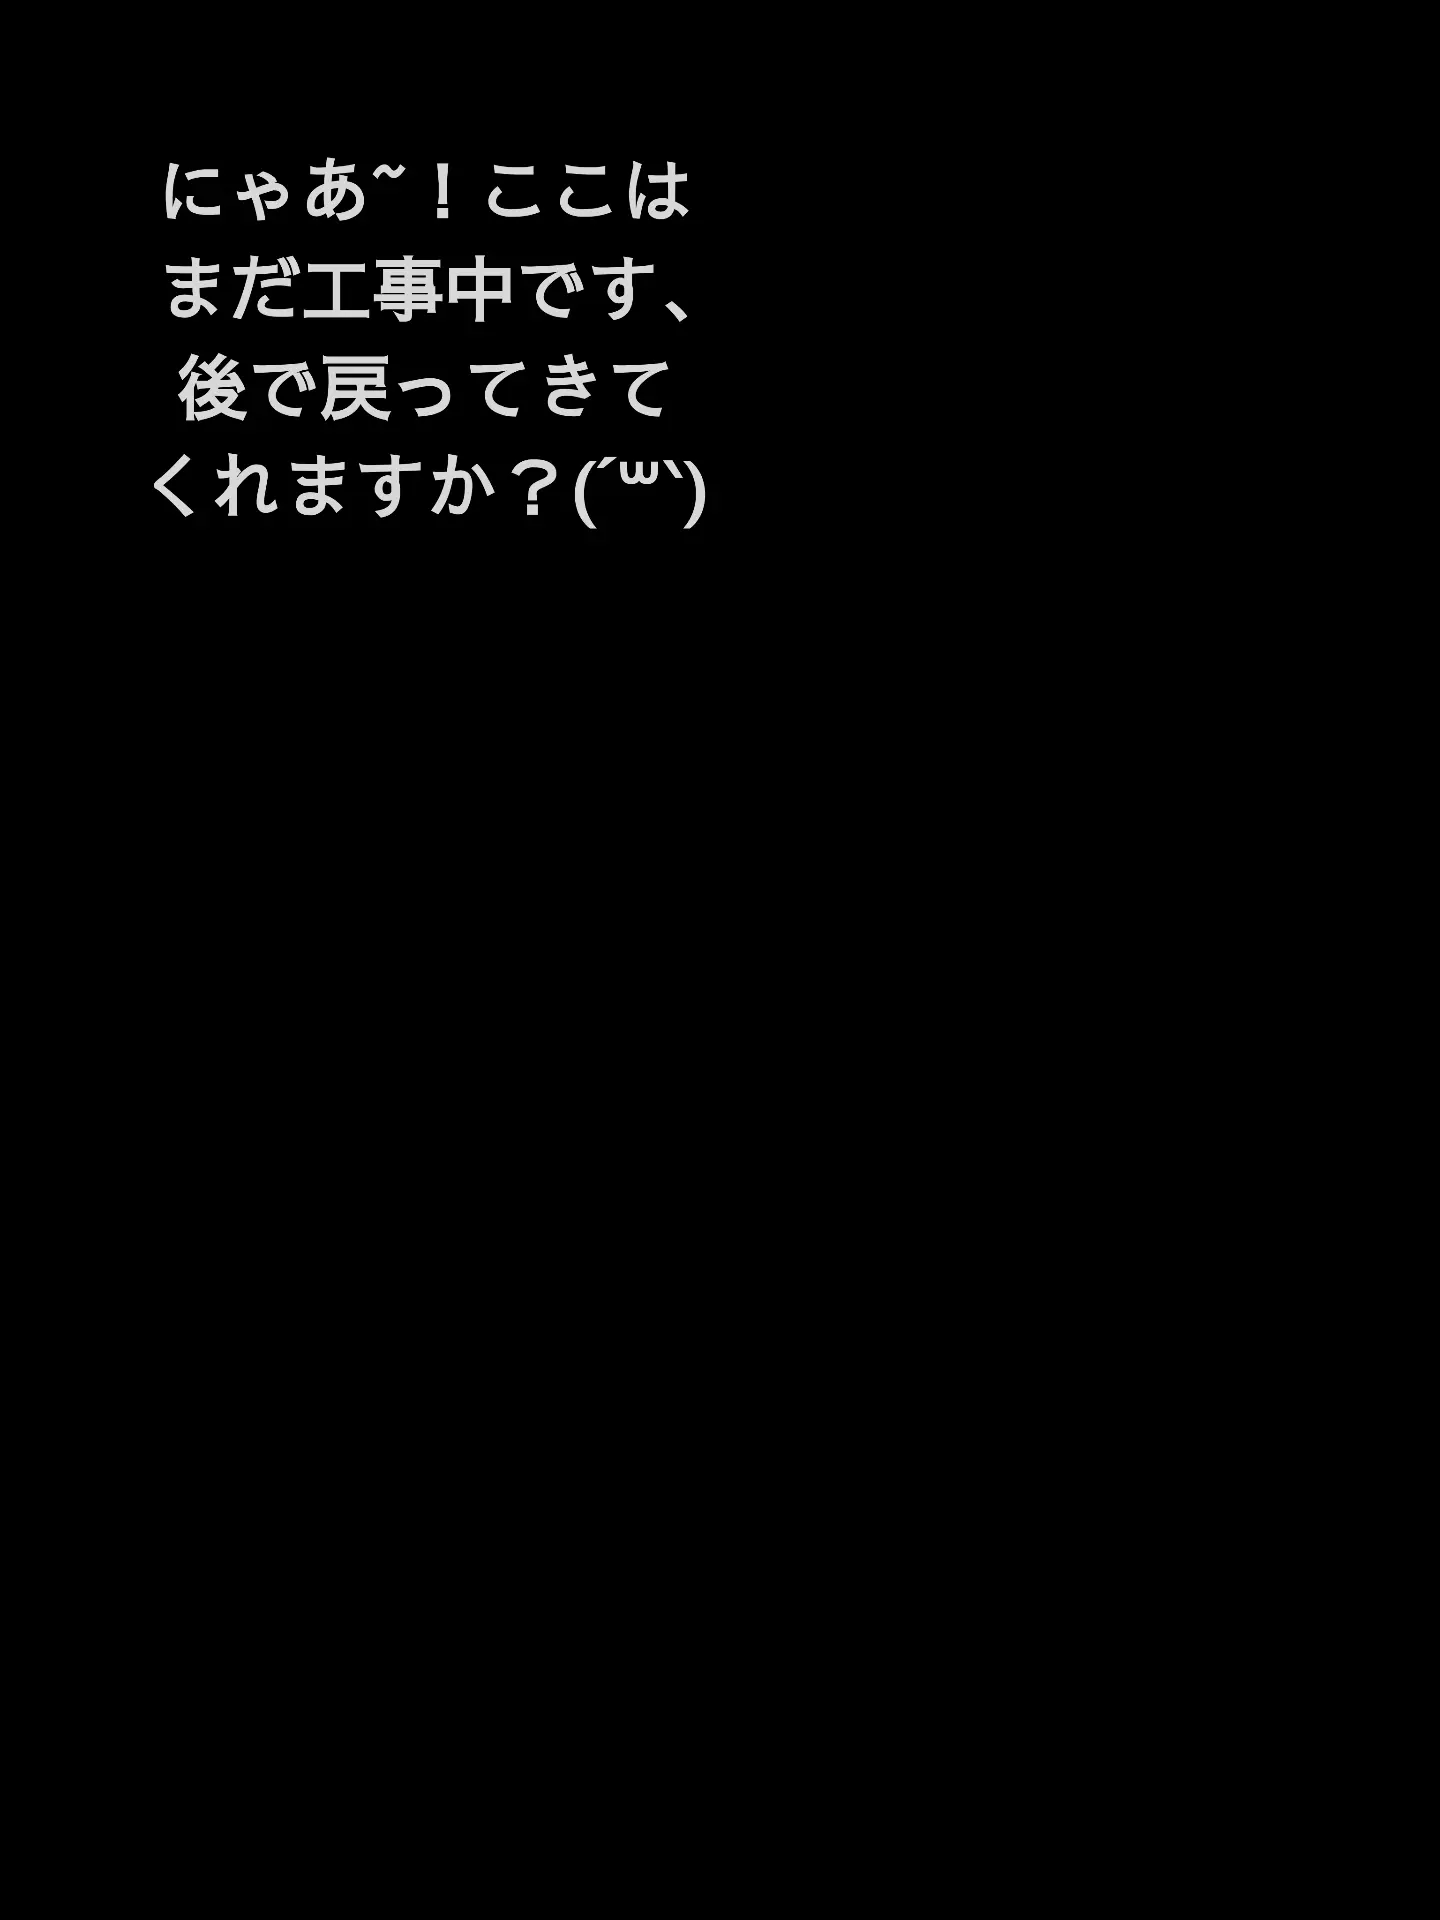 にゃあ~！ここは
まだ工事中です、
後で戻ってきて
くれますか？(´꒳`)